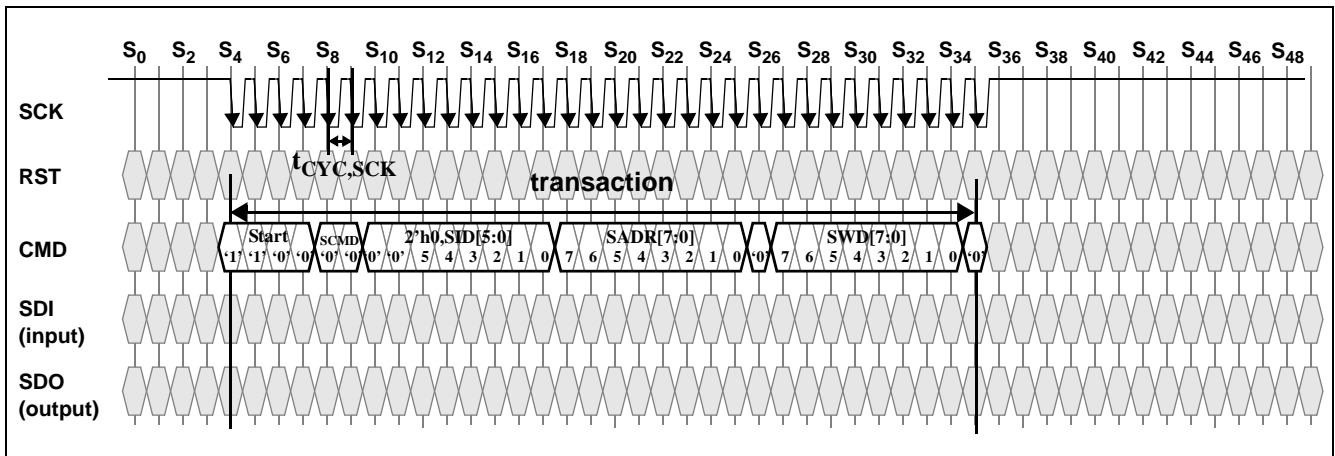 S0 S2 S4 S6 S8 S10 S12 S14 S16 S18 S20 S22 S24 S26 S28 S30 S32 S34 S36 S38 S40 S42 S44 S46 S48
SCK
tCYC,SCK
RST
transaction
CMD
Start SCMD 2'h0,SID[5:0] SADR[7:0] SWD[7:0]
‘1’ ‘1’ ‘0’ ‘0’ ‘0’ ‘0’ ‘0’ ‘0’ 5 4 3 2 1 0 7 6 5 4 3 2 1 0 ‘0’ 7 6 5 4 3 2 1 0 ‘0’
SDI
(input)
SDO
(output)